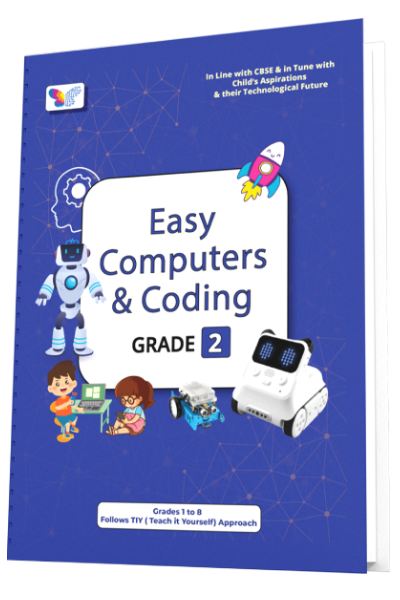 In Line with CBSE & in Tune with
Child's Aspirations
& their Technological Future
Easy
Computers
& Coding
GRADE 2
Grades 1 to 8
Follows TIY ( Teach it Yourself) Approach